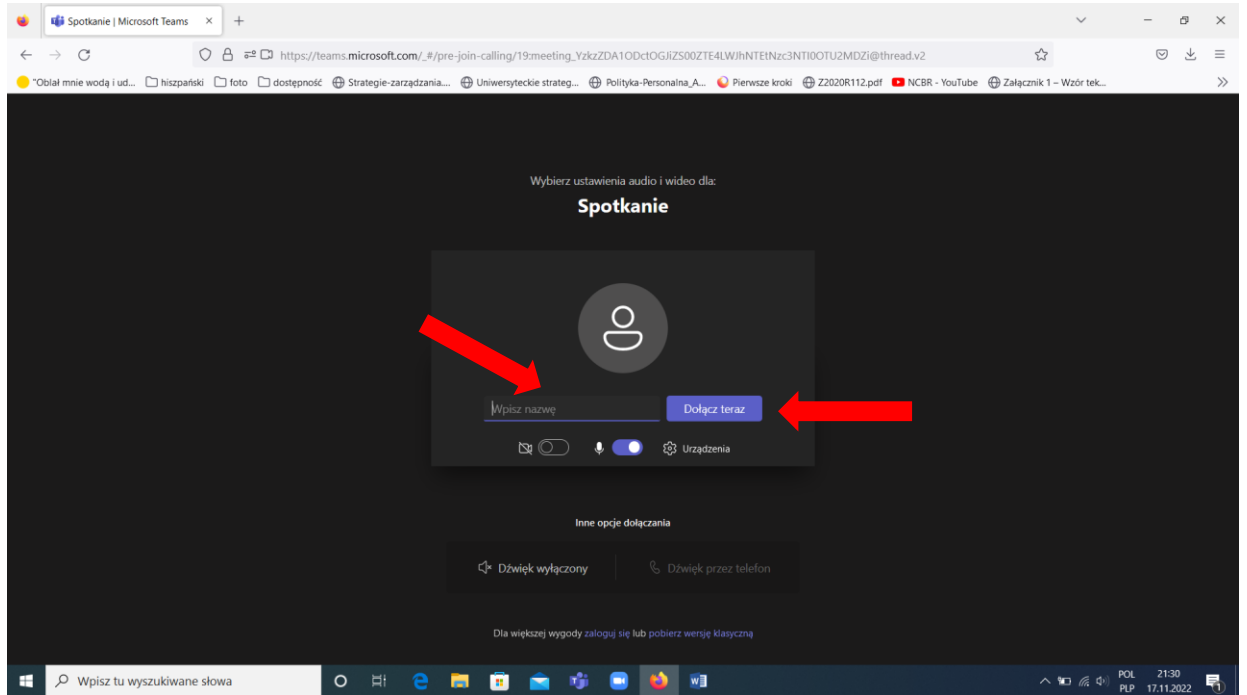 Spotkanie | Microsoft Teams
https://teams.microsoft.com/_#/pre-join-calling/19:meeting_YzkzZDA1ODctOGJiZS00ZTE4LWJhNTEtNzc3NTI0OTU2MDZi@thread.v2
"Oblał mnie wodą i ud... hiszpański foto dostępność Strategie-zarządzania.... Uniwersyteckie strateg... Polityka-Personalna_A... Pierwsze kroki Z2020R112.pdf NCBR - YouTube Załącznik 1 – Wzór tek...
Wybierz ustawienia audio i wideo dla:
Spotkanie
Wpisz nazwę Dołącz teraz
Urządzenia
Inne opcje dołączania
Dźwięk wyłączony Dźwięk przez telefon
Dla większej wygody zaloguj się lub pobierz wersję klasyczną
Wpisz tu wyszukiwane słowa POL 21:30
PLP 17.11.2022 1